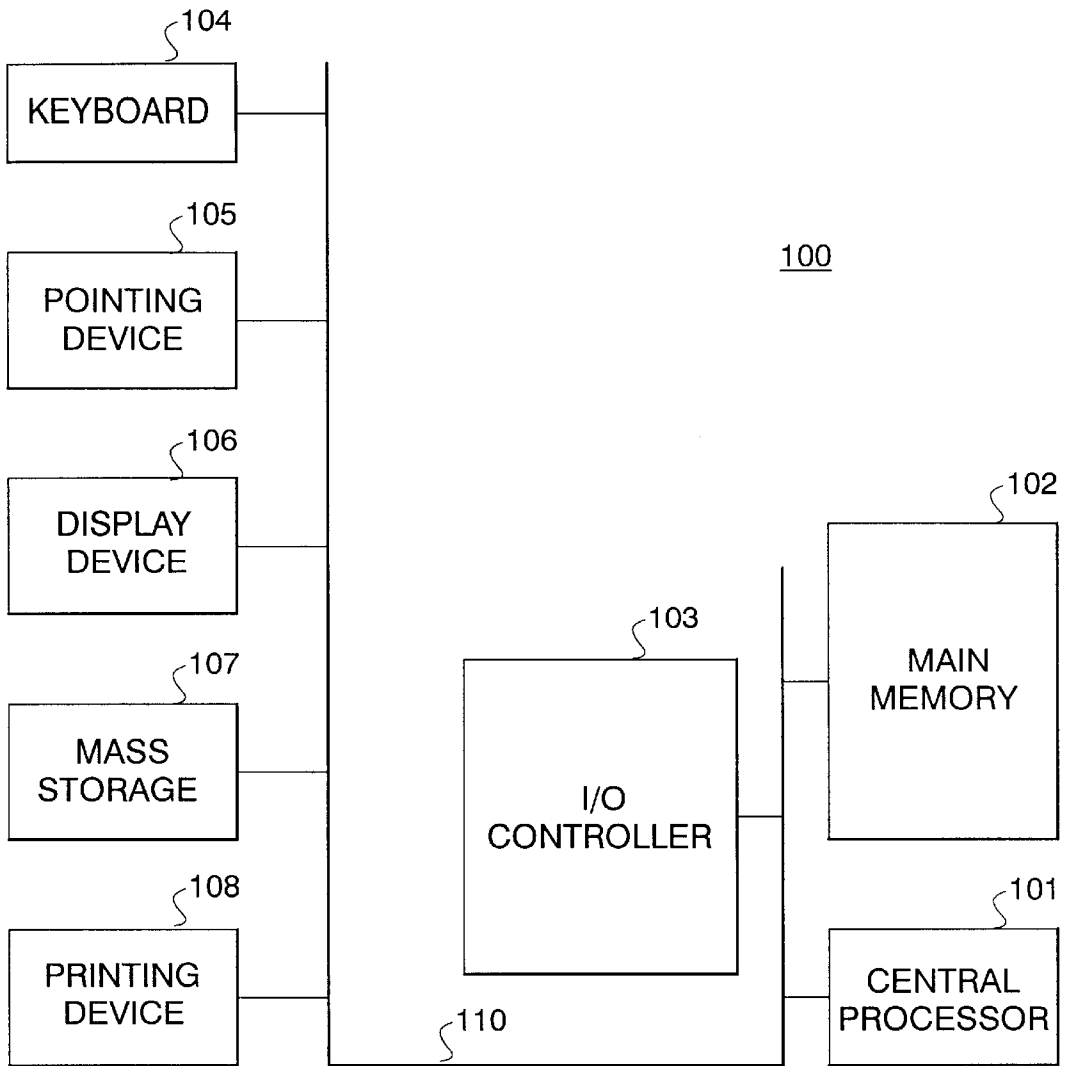 104
KEYBOARD
105
POINTING
DEVICE
100
106
DISPLAY
DEVICE
102
MAIN
MEMORY
103
I/O
CONTROLLER
107
MASS
STORAGE
108
PRINTING
DEVICE
101
CENTRAL
PROCESSOR
110